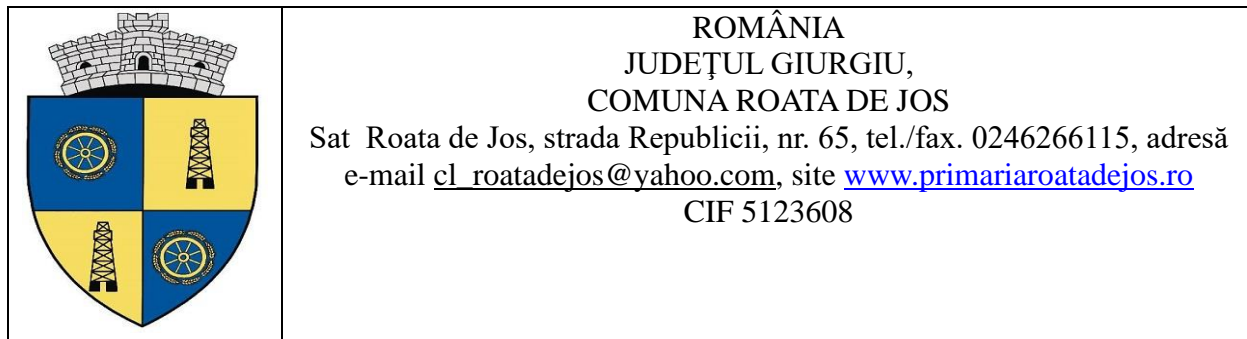 ROMÂNIA
JUDEŢUL GIURGIU,
COMUNA ROATA DE JOS
Sat Roata de Jos, strada Republicii, nr. 65, tel./fax. 0246266115, adresă
e-mail cl_roatadejos@yahoo.com, site www.primariaroatadejos.ro
CIF 5123608